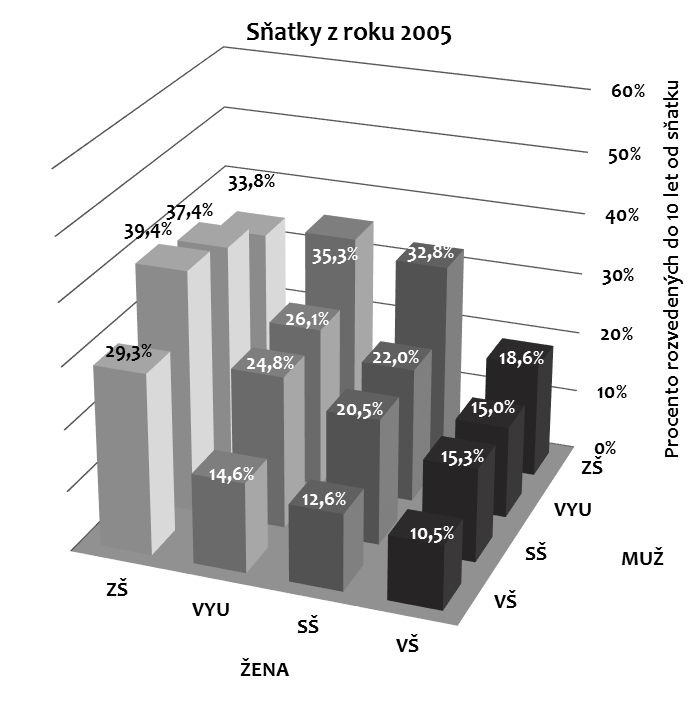 Sňatky z roku 2005
60%
50%
40%
30%
20%
10%
0%
Procento rozvedených do 10 let od sňatku
33,8%
37,4%
39,4%
29,3%
35,3%
26,1%
24,8%
14,6%
32,8%
22,0%
20,5%
12,6%
18,6%
15,0%
15,3%
10,5%
ZŠ
VYU
SŠ
VŠ
MUŽ
ZŠ
VYU
SŠ
VŠ
ŽENA